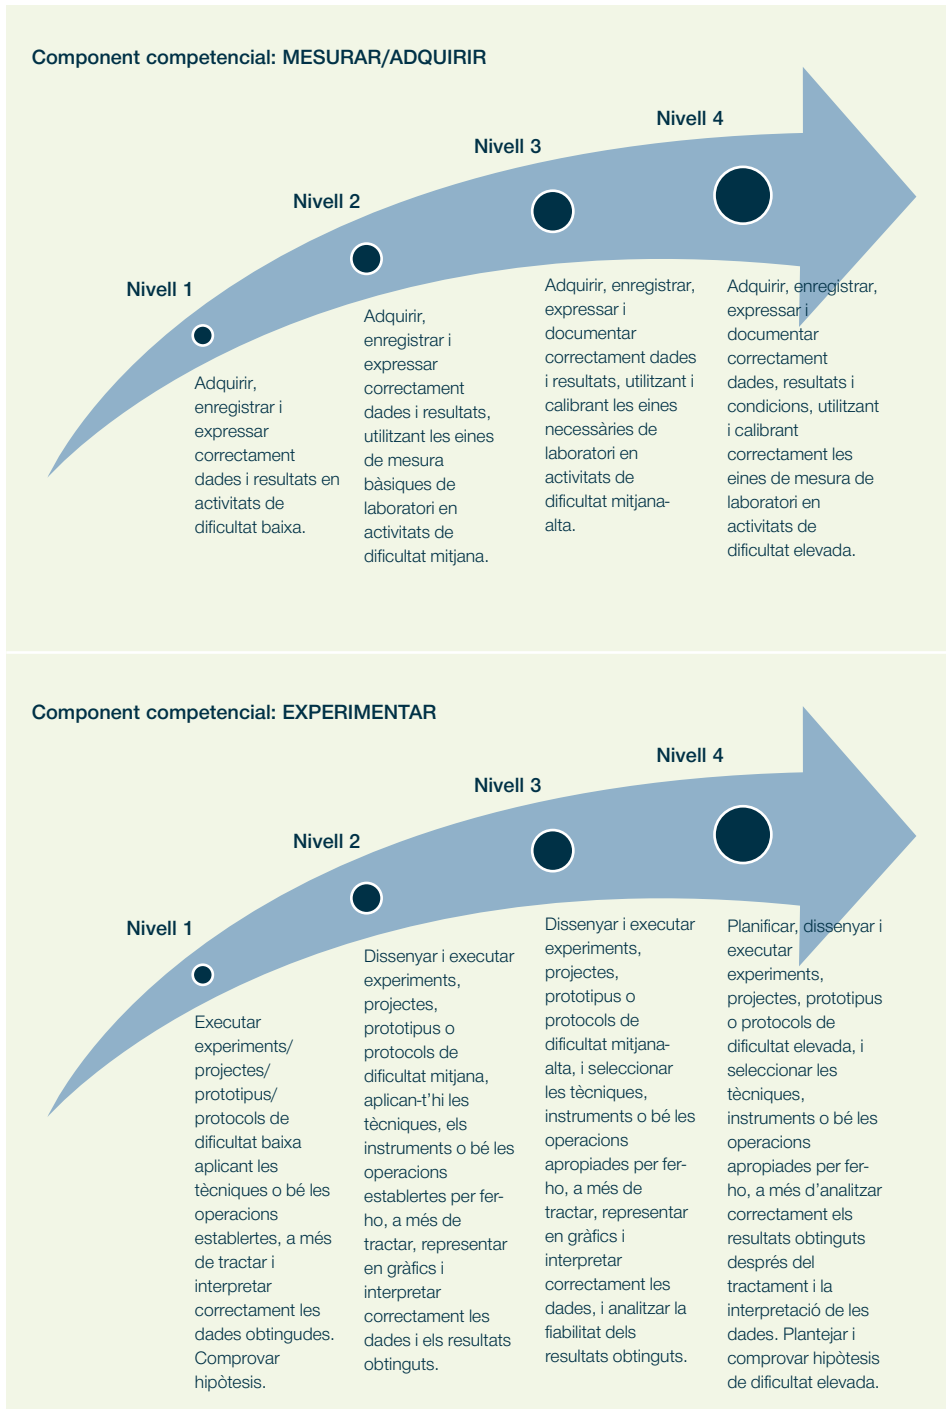 Component competencial: MESURAR/ADQUIRIR
Nivell 1
Adquirir,
enregistrar i
expressar
correctament
dades i resultats en
activitats de
dificultat baixa.
Nivell 2
Adquirir,
enregistrar i
expressar
correctament
dades i resultats,
utilitzant les eines
de mesura
bàsiques de
laboratori en
activitats de
dificultat mitjana.
Nivell 3
Adquirir, enregistrar,
expressar i
documentar
correctament dades
i resultats, utilitzant i
calibrant les eines
necessàries de
laboratori en
activitats de
dificultat mitjana-
alta.
Nivell 4
Adquirir, enregistrar,
expressar i
documentar
correctament
dades, resultats i
condicions, utilitzant
i calibrant
correctament les
eines de mesura de
laboratori en
activitats de
dificultat elevada.
Component competencial: EXPERIMENTAR
Nivell 1
Executar
experiments/
projectes/
prototipus/
protocols de
dificultat baixa
aplicant les
tècniques o bé les
operacions
establertes, a més
de tractar i
interpretar
correctament les
dades obtingudes.
Comprovar
hipòtesis.
Nivell 2
Dissenyar i executar
experiments,
projectes,
prototipus o
protocols de
dificultat mitjana,
aplican-t’hi les
tècniques, els
instruments o bé les
operacions
establertes per fer-
ho, a més de
tractar, representar
en gràfics i
interpretar
correctament les
dades i els resultats
obtinguts.
Nivell 3
Dissenyar i executar
experiments,
projectes,
prototipus o
protocols de
dificultat mitjana-
alta, i seleccionar
les tècniques,
instruments o bé les
operacions
apropiades per fer-
ho, a més de
tractar, representar
en gràfics i
interpretar
correctament les
dades, i analitzar la
fiabilitat dels
resultats obtinguts.
Nivell 4
Planificar, dissenyar i
executar
experiments,
projectes, prototipus
o protocols de
dificultat elevada, i
seleccionar les
tècniques,
instruments o bé les
operacions
apropiades per fer-
ho, a més d’analitzar
correctament els
resultats obtinguts
després del
tractament i la
interpretació de les
dades. Plantejar i
comprovar hipòtesis
de dificultat elevada.